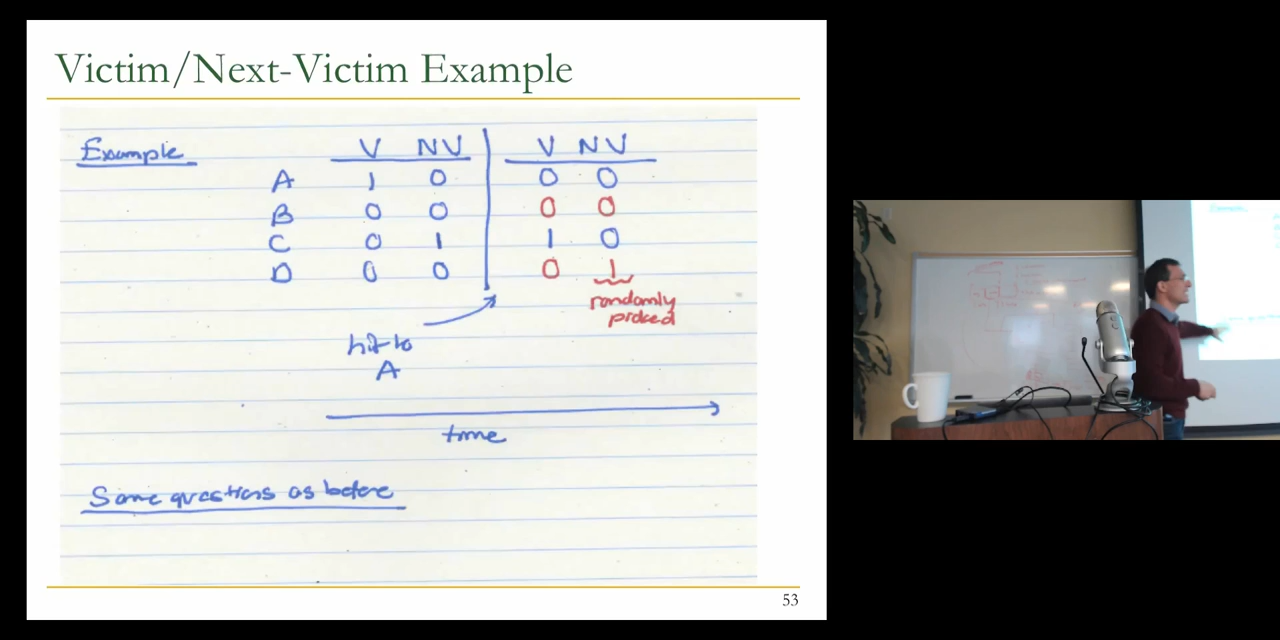 Victim/Next-Victim Example
Example V NV V NV
A 1 0 0 0
B 0 0 0 0
C 0 1 1 0
D 0 0 0 1
randomly
picked
hit to
A
time
Same questions as before
53